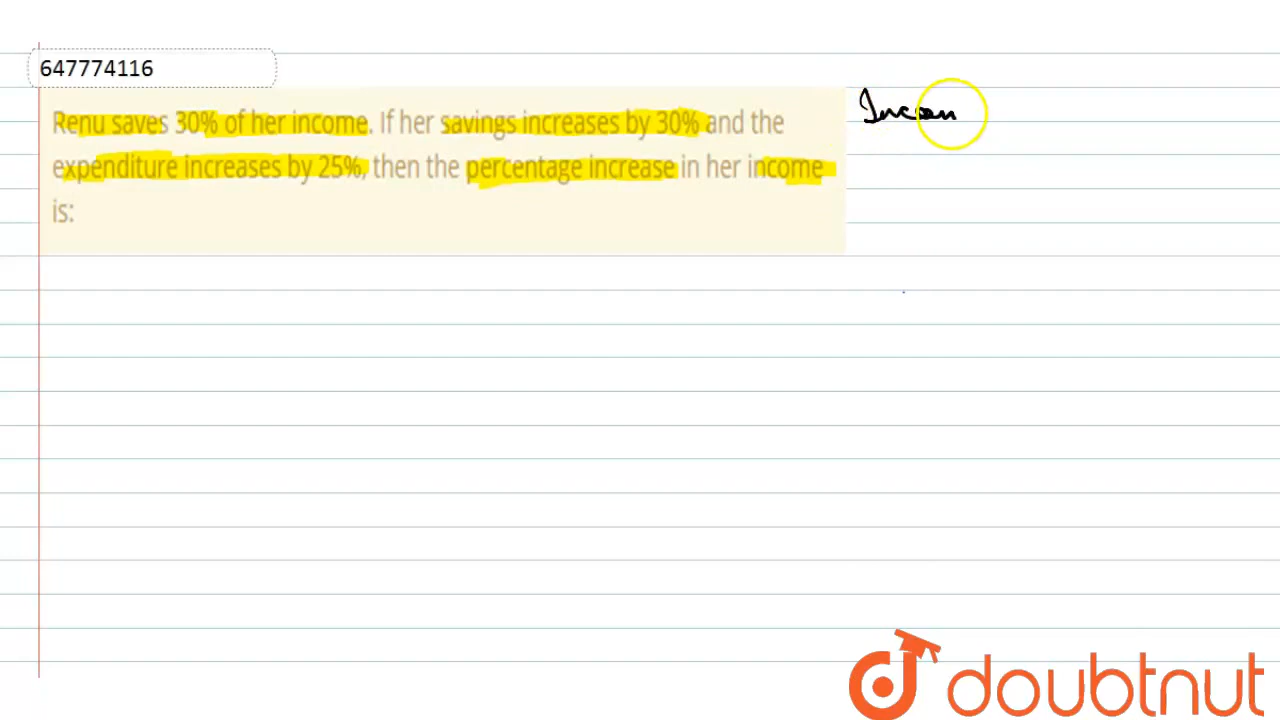 647774116
Renu saves 30% of her income. If her savings increases by 30% and the
expenditure increases by 25%, then the percentage increase in her income
is:
Incom
doubtnut